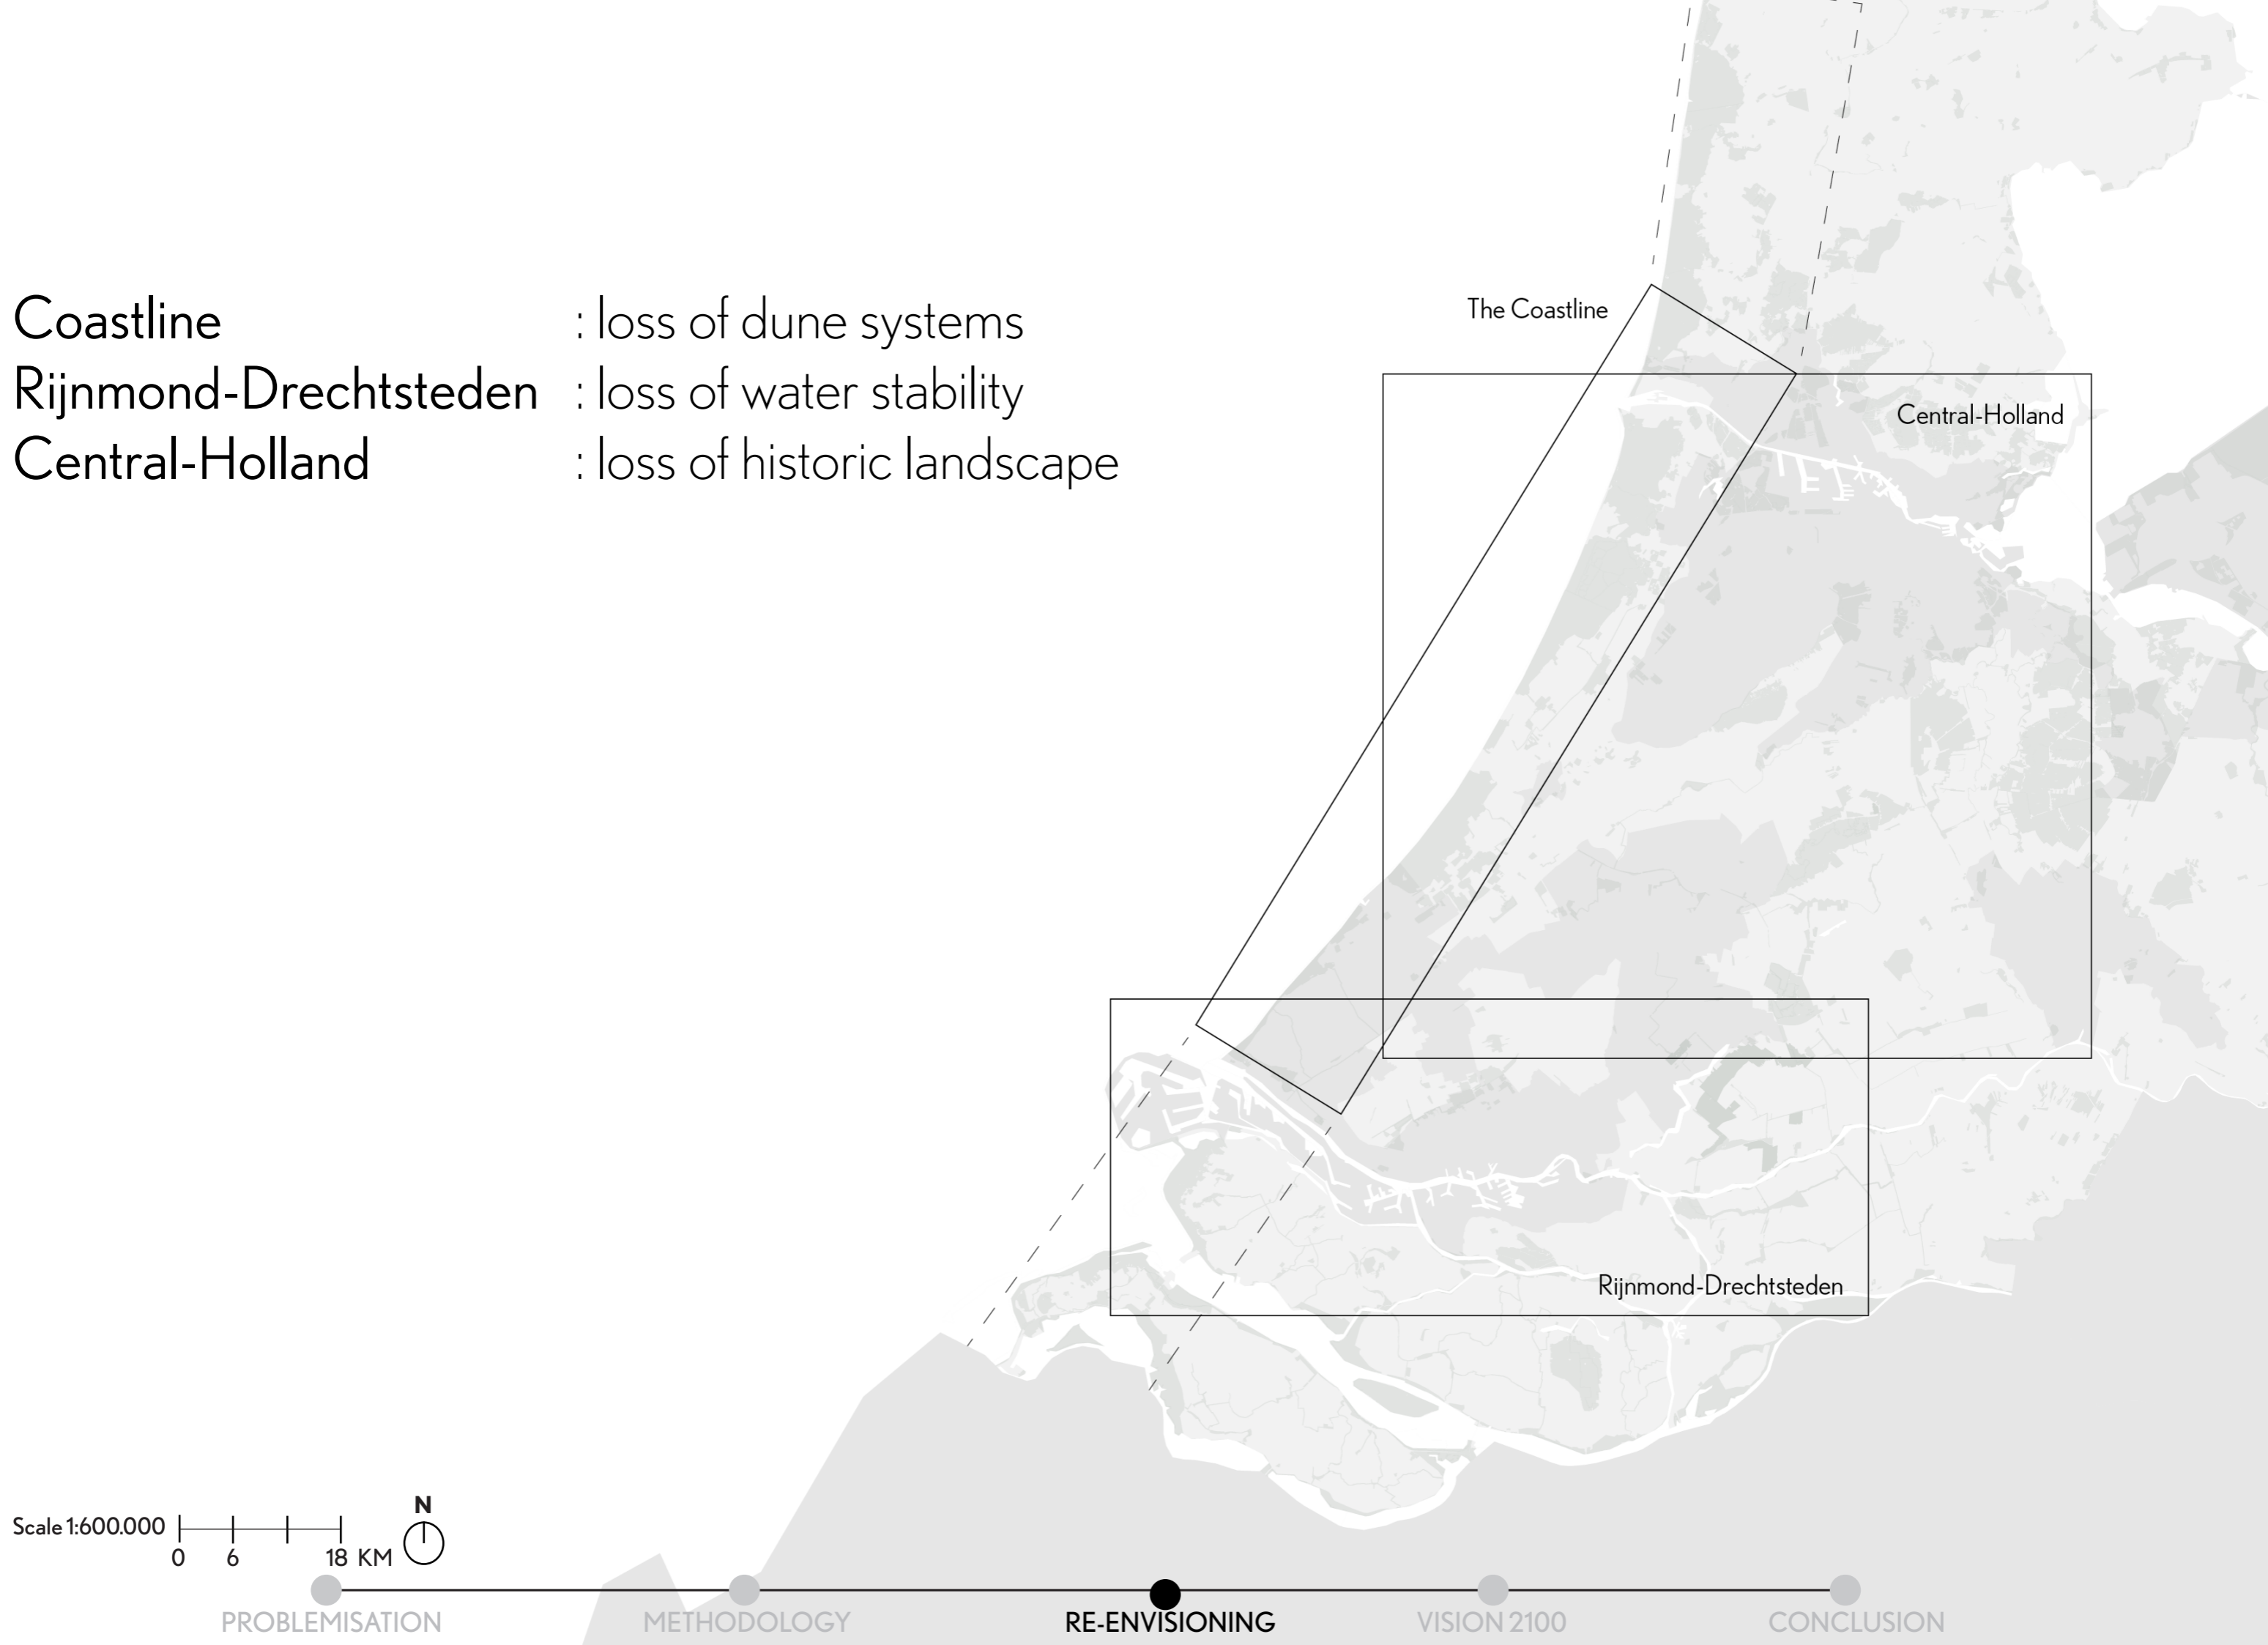 Coastline : loss of dune systems
Rijnmond-Drechtsteden : loss of water stability
Central-Holland : loss of historic landscape
The Coastline
Central-Holland
Rijnmond-Drechtsteden
N
Scale 1:600.000
0 6 18 KM
PROBLEMISATION METHODOLOGY RE-ENVISIONING VISION 2100 CONCLUSION